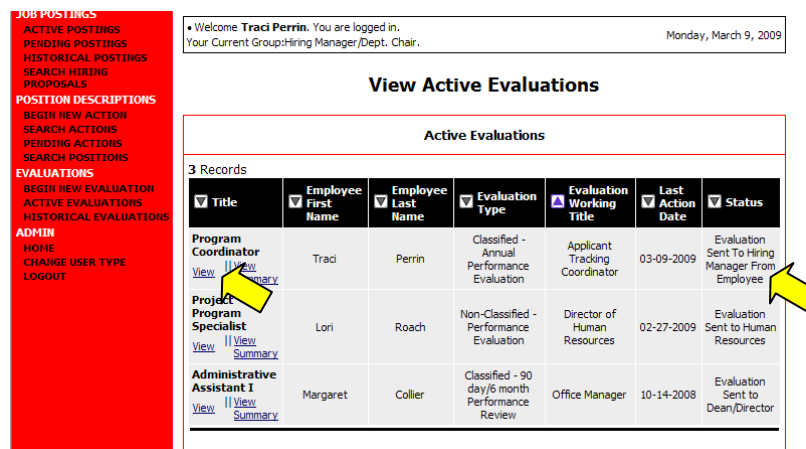 JOB POSTINGS
ACTIVE POSTINGS
PENDING POSTINGS
HISTORICAL POSTINGS
SEARCH HIRING
PROPOSALS
POSITION DESCRIPTIONS
BEGIN NEW ACTION
SEARCH ACTIONS
PENDING ACTIONS
SEARCH POSITIONS
EVALUATIONS
BEGIN NEW EVALUATION
ACTIVE EVALUATIONS
HISTORICAL EVALUATIONS
ADMIN
HOME
CHANGE USER TYPE
LOGOUT
• Welcome Traci Perrin. You are logged in.
Your Current Group:Hiring Manager/Dept. Chair.
Monday, March 9, 2009
View Active Evaluations
Active Evaluations
3 Records
Title
Employee
First
Name
Employee
Last
Name
Evaluation
Type
Evaluation
Working
Title
Last
Action
Date
Status
Program
Coordinator
View || View
Summary
Traci
Perrin
Classified -
Annual
Performance
Evaluation
Applicant
Tracking
Coordinator
03-09-2009
Evaluation
Sent To Hiring
Manager From
Employee
Project
Program
Specialist
View || View
Summary
Lori
Roach
Non-Classified -
Performance
Evaluation
Director of
Human
Resources
02-27-2009
Evaluation
Sent to Human
Resources
Administrative
Assistant I
View || View
Summary
Margaret
Collier
Classified - 90
day/6 month
Performance
Review
Office Manager
10-14-2008
Evaluation
Sent to
Dean/Director